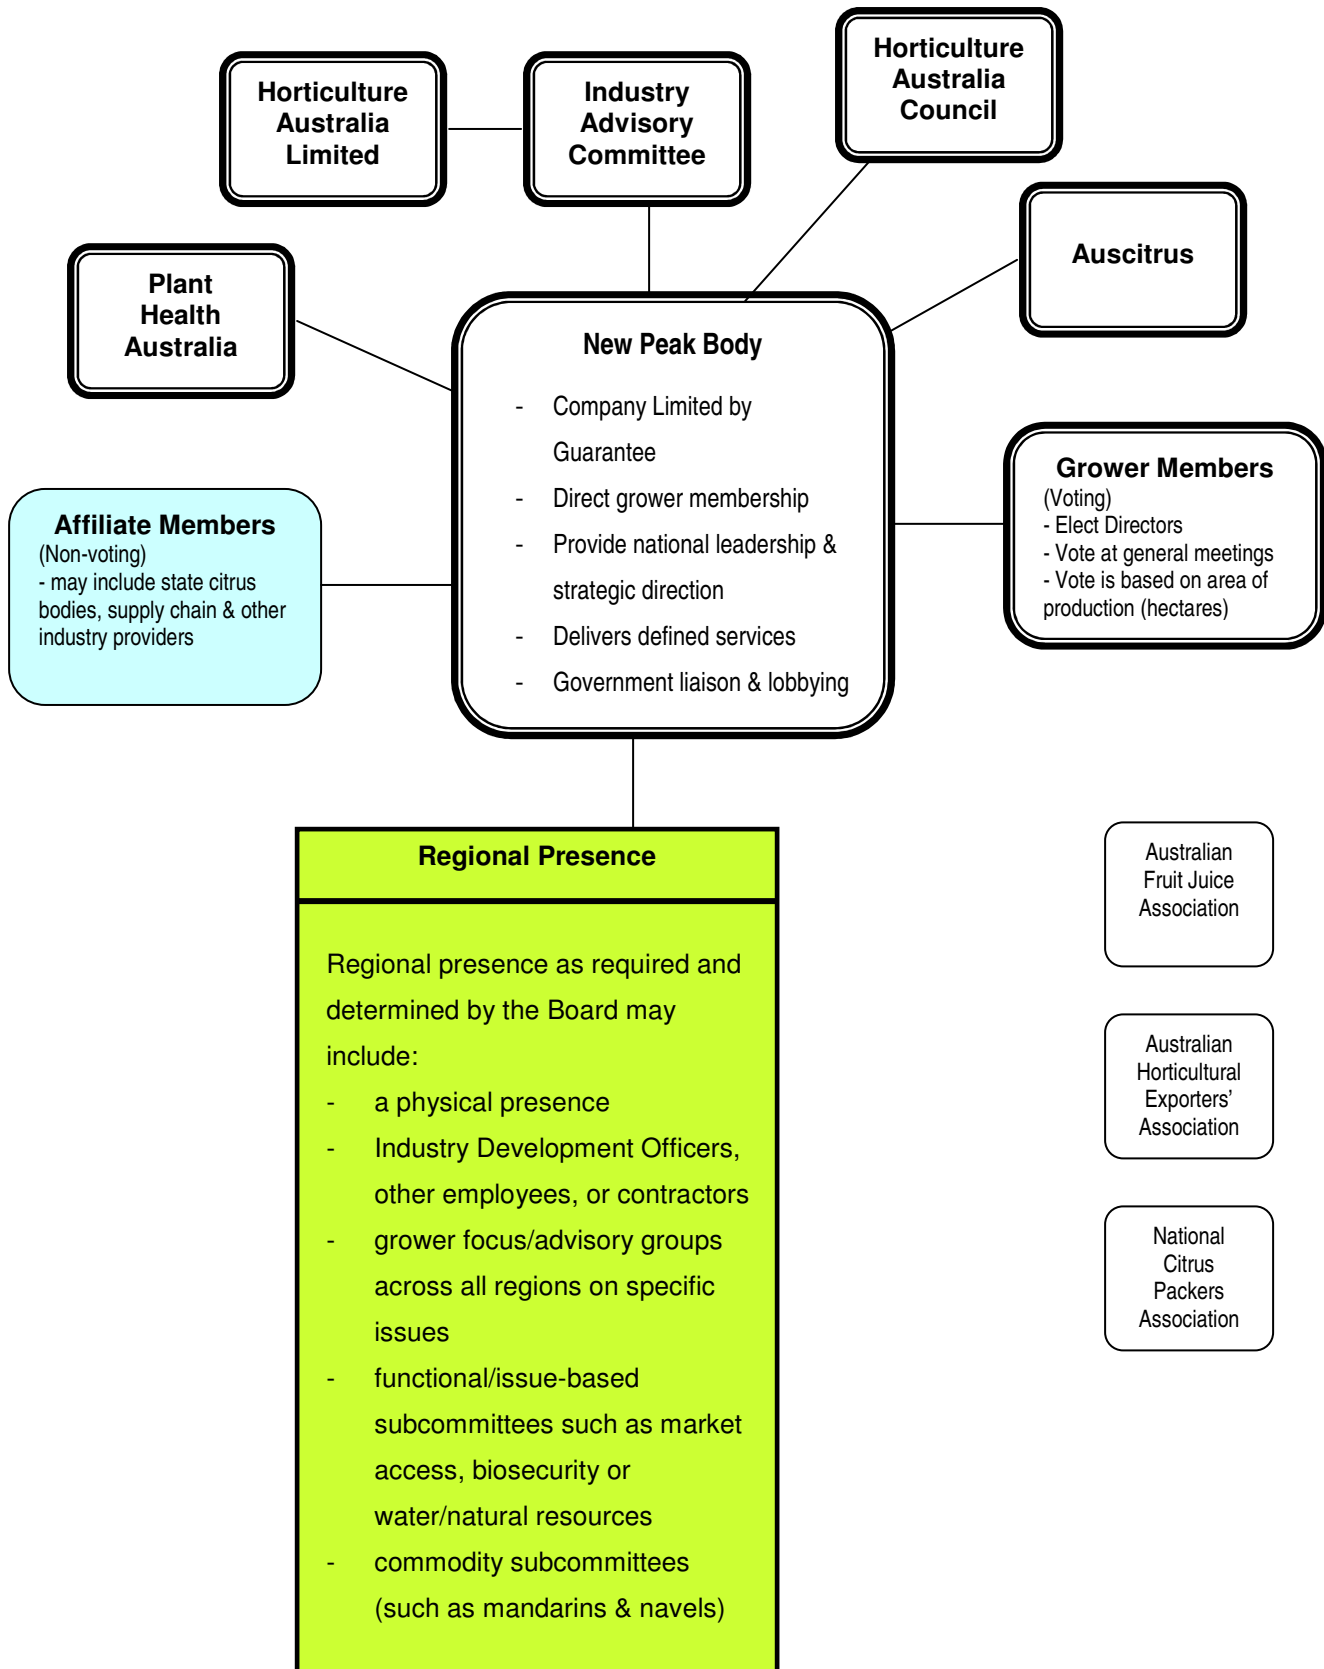 Horticulture
Australia
Limited
Industry
Advisory
Committee
Horticulture
Australia
Council
Auscitrus
Plant
Health
Australia
New Peak Body
- Company Limited by
Guarantee
- Direct grower membership
- Provide national leadership &
strategic direction
- Delivers defined services
- Government liaison & lobbying
Grower Members
(Voting)
- Elect Directors
- Vote at general meetings
- Vote is based on area of
production (hectares)
Affiliate Members
(Non-voting)
- may include state citrus
bodies, supply chain & other
industry providers
Regional Presence
Regional presence as required and
determined by the Board may
include:
- a physical presence
- Industry Development Officers,
other employees, or contractors
- grower focus/advisory groups
across all regions on specific
issues
- functional/issue-based
subcommittees such as market
access, biosecurity or
water/natural resources
- commodity subcommittees
(such as mandarins & navels)
Australian
Fruit Juice
Association
Australian
Horticultural
Exporters'
Association
National
Citrus
Packers
Association